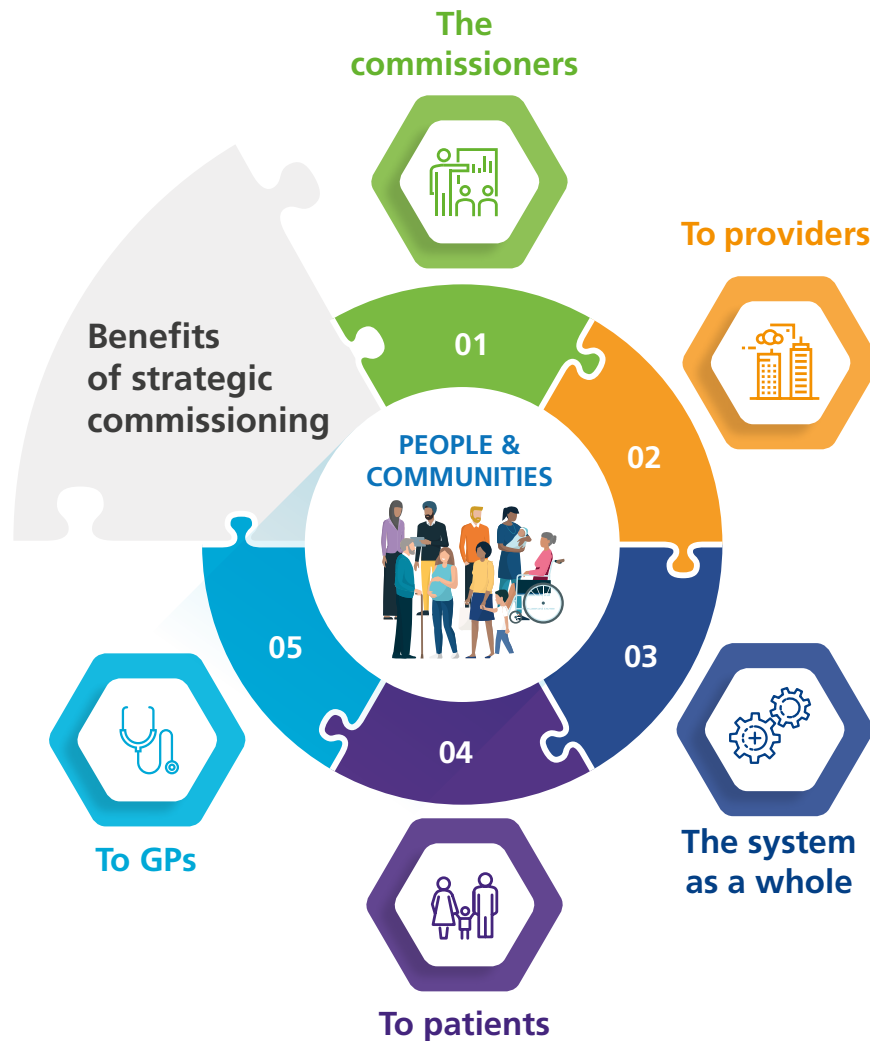 The
commissioners
To providers
Benefits
of strategic
commissioning
01
02
PEOPLE &
COMMUNITIES
03
04
05
To GPs
The system
as a whole
To patients